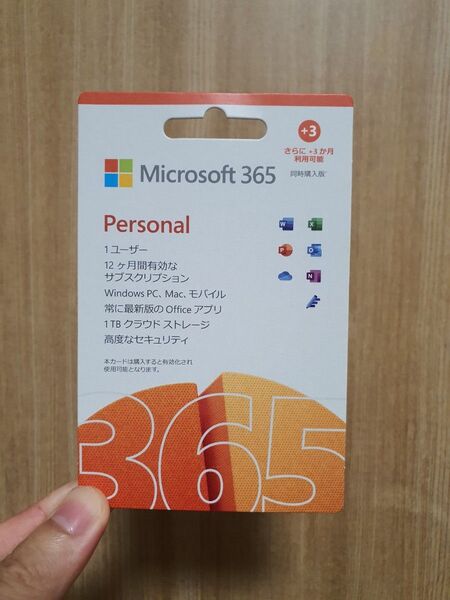 +3
さらに +3 か月
利用可能
同時購入版
Microsoft 365
Personal
1 ユーザー
12 ヶ月間有効な
サブスクリプション
Windows PC、Mac、モバイル
常に最新版の Office アプリ
1 TB クラウド ストレージ
高度なセキュリティ
本カードは購入すると有効化され
使用可能となります。
W
X
P
O
N
365